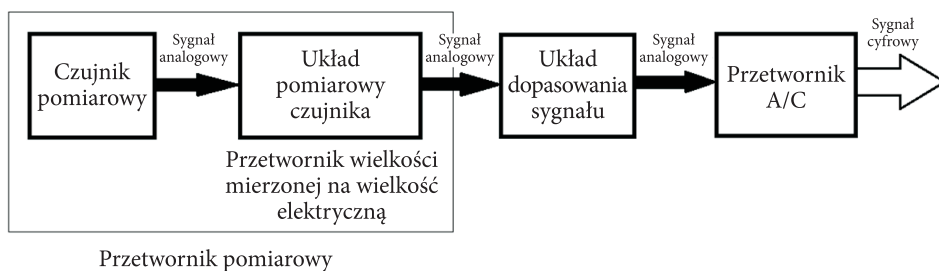 Czujnik
pomiarowy
Sygnał
analogowy
Układ
pomiarowy
czujnika
Sygnał
analogowy
Układ
dopasowania
sygnału
Sygnał
analogowy
Przetwornik
A/C
Sygnał
cyfrowy
Przetwornik wielkości
mierzonej na wielkość
elektryczną
Przetwornik pomiarowy